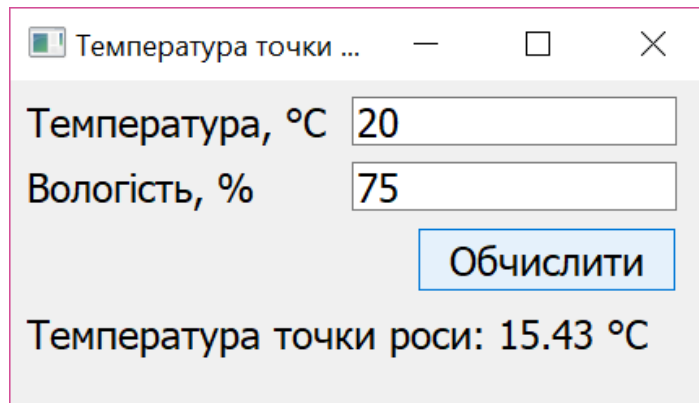 Температура точки ...
Температура, °C 20
Вологість, % 75
Обчислити
Температура точки роси: 15.43 °C